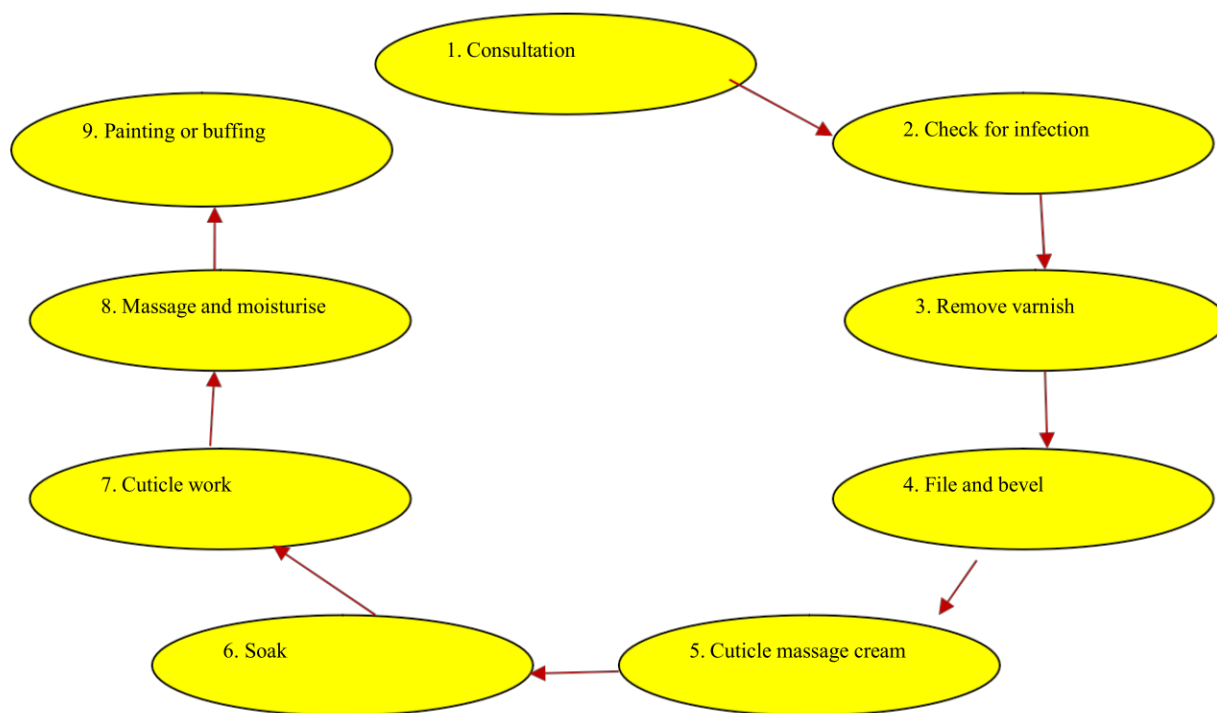 1. Consultation
2. Check for infection
3. Remove varnish
4. File and bevel
5. Cuticle massage cream
6. Soak
7. Cuticle work
8. Massage and moisturise
9. Painting or buffing